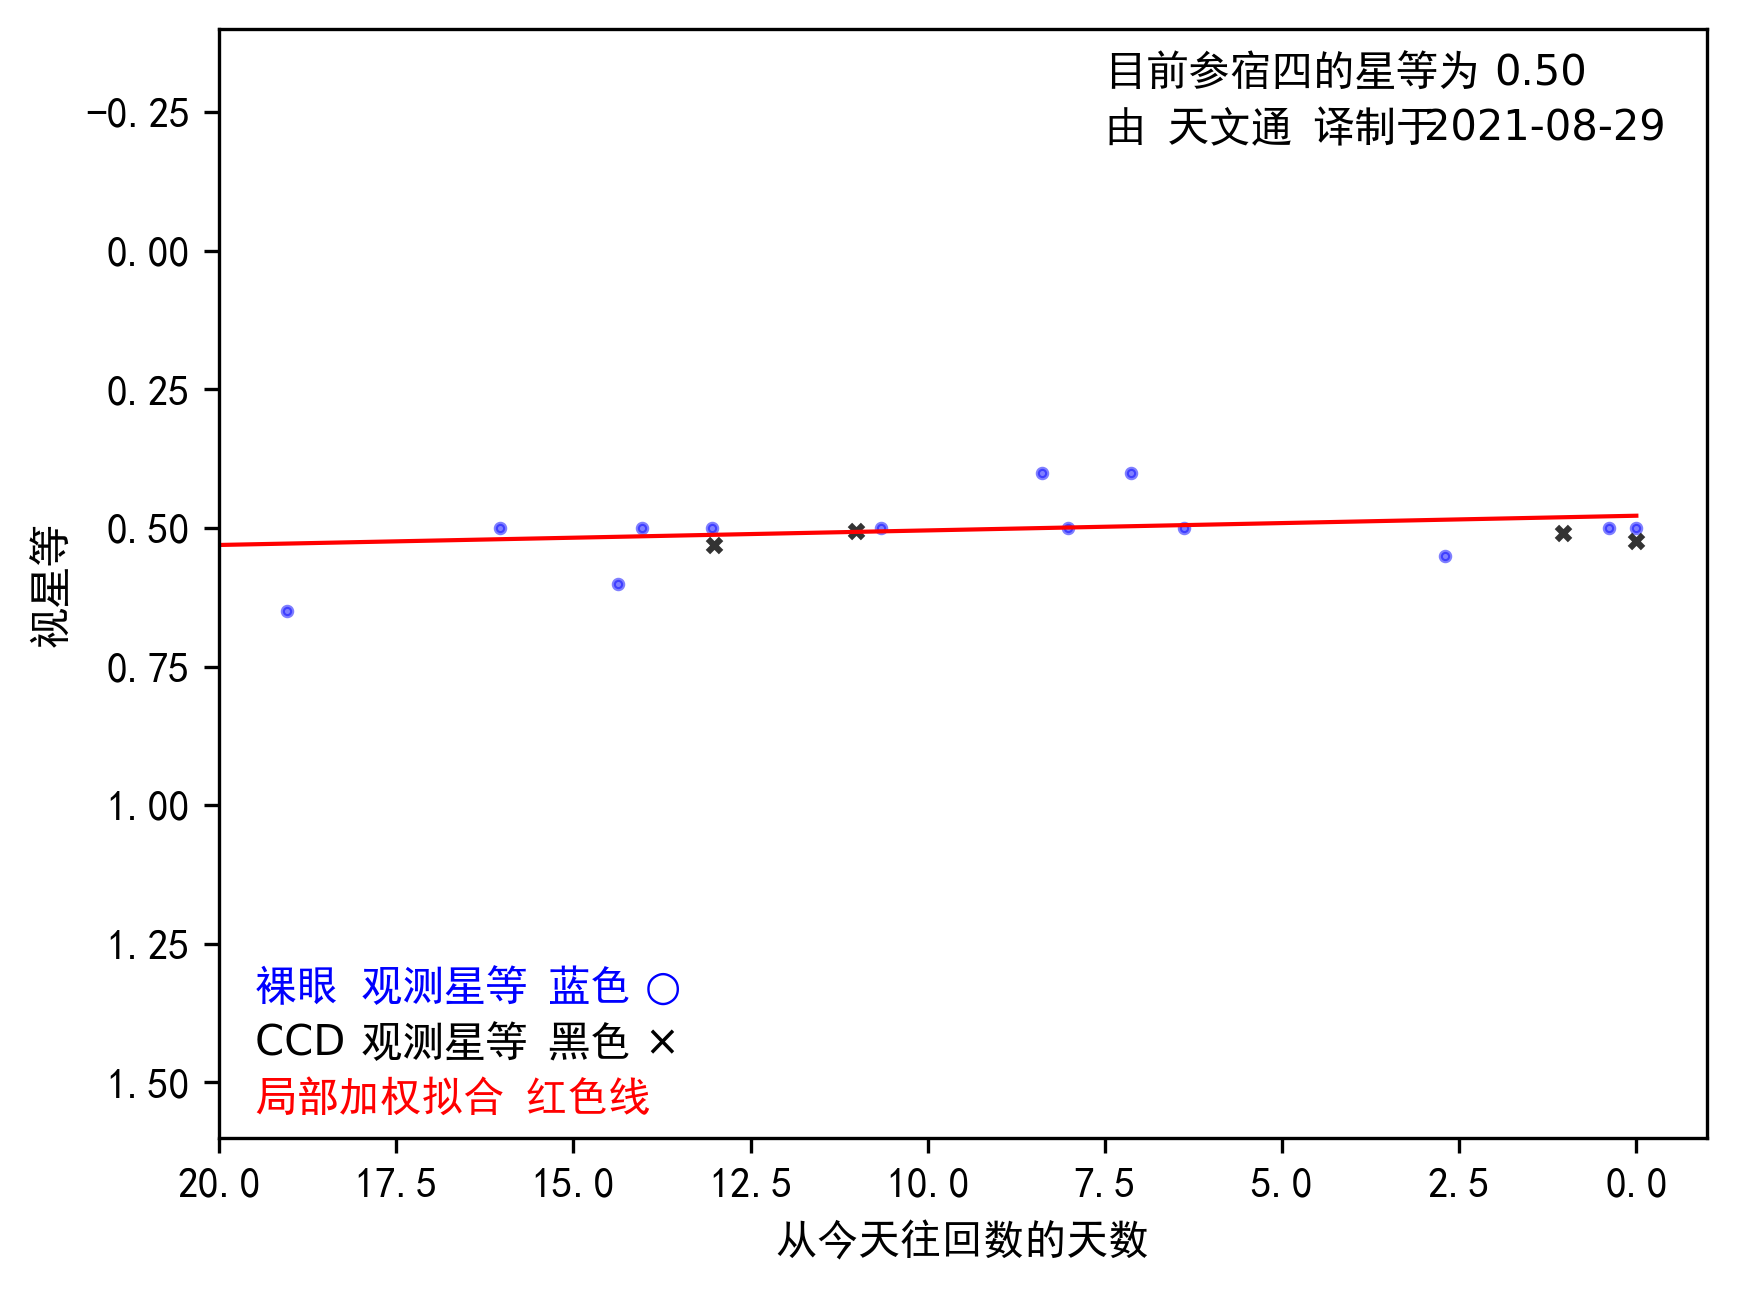 目前参宿四的星等为 0.50
由 天文通 译制于2021-08-29
−0.25
0.00
0.25
0.50
0.75
1.00
1.25
1.50
视星等
裸眼 观测星等 蓝色 ○
CCD 观测星等 黑色 ×
局部加权拟合 红色线
20.0 17.5 15.0 12.5 10.0 7.5 5.0 2.5 0.0
从今天往回数的天数